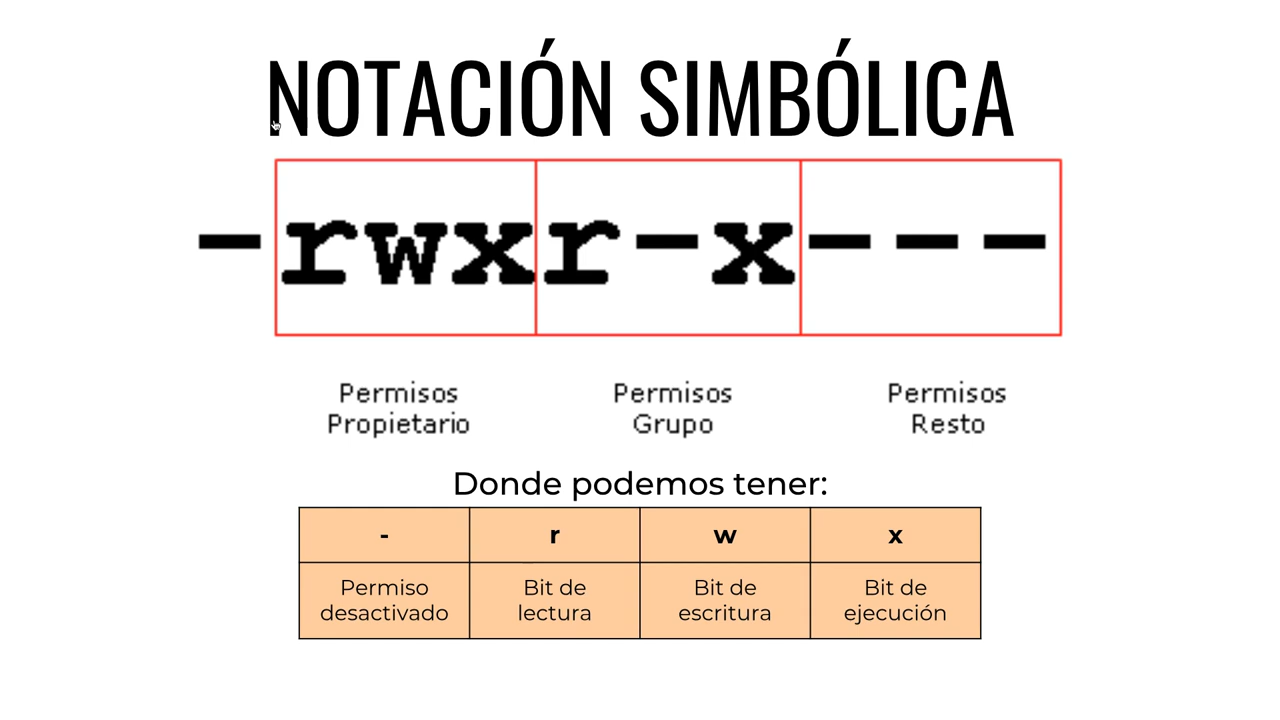 NOTACIÓN SIMBÓLICA
-rwxr-x---
Permisos Permisos Permisos
Propietario Grupo Resto
Donde podemos tener:
- r w x
Permiso Bit de Bit de Bit de
desactivado lectura escritura ejecución